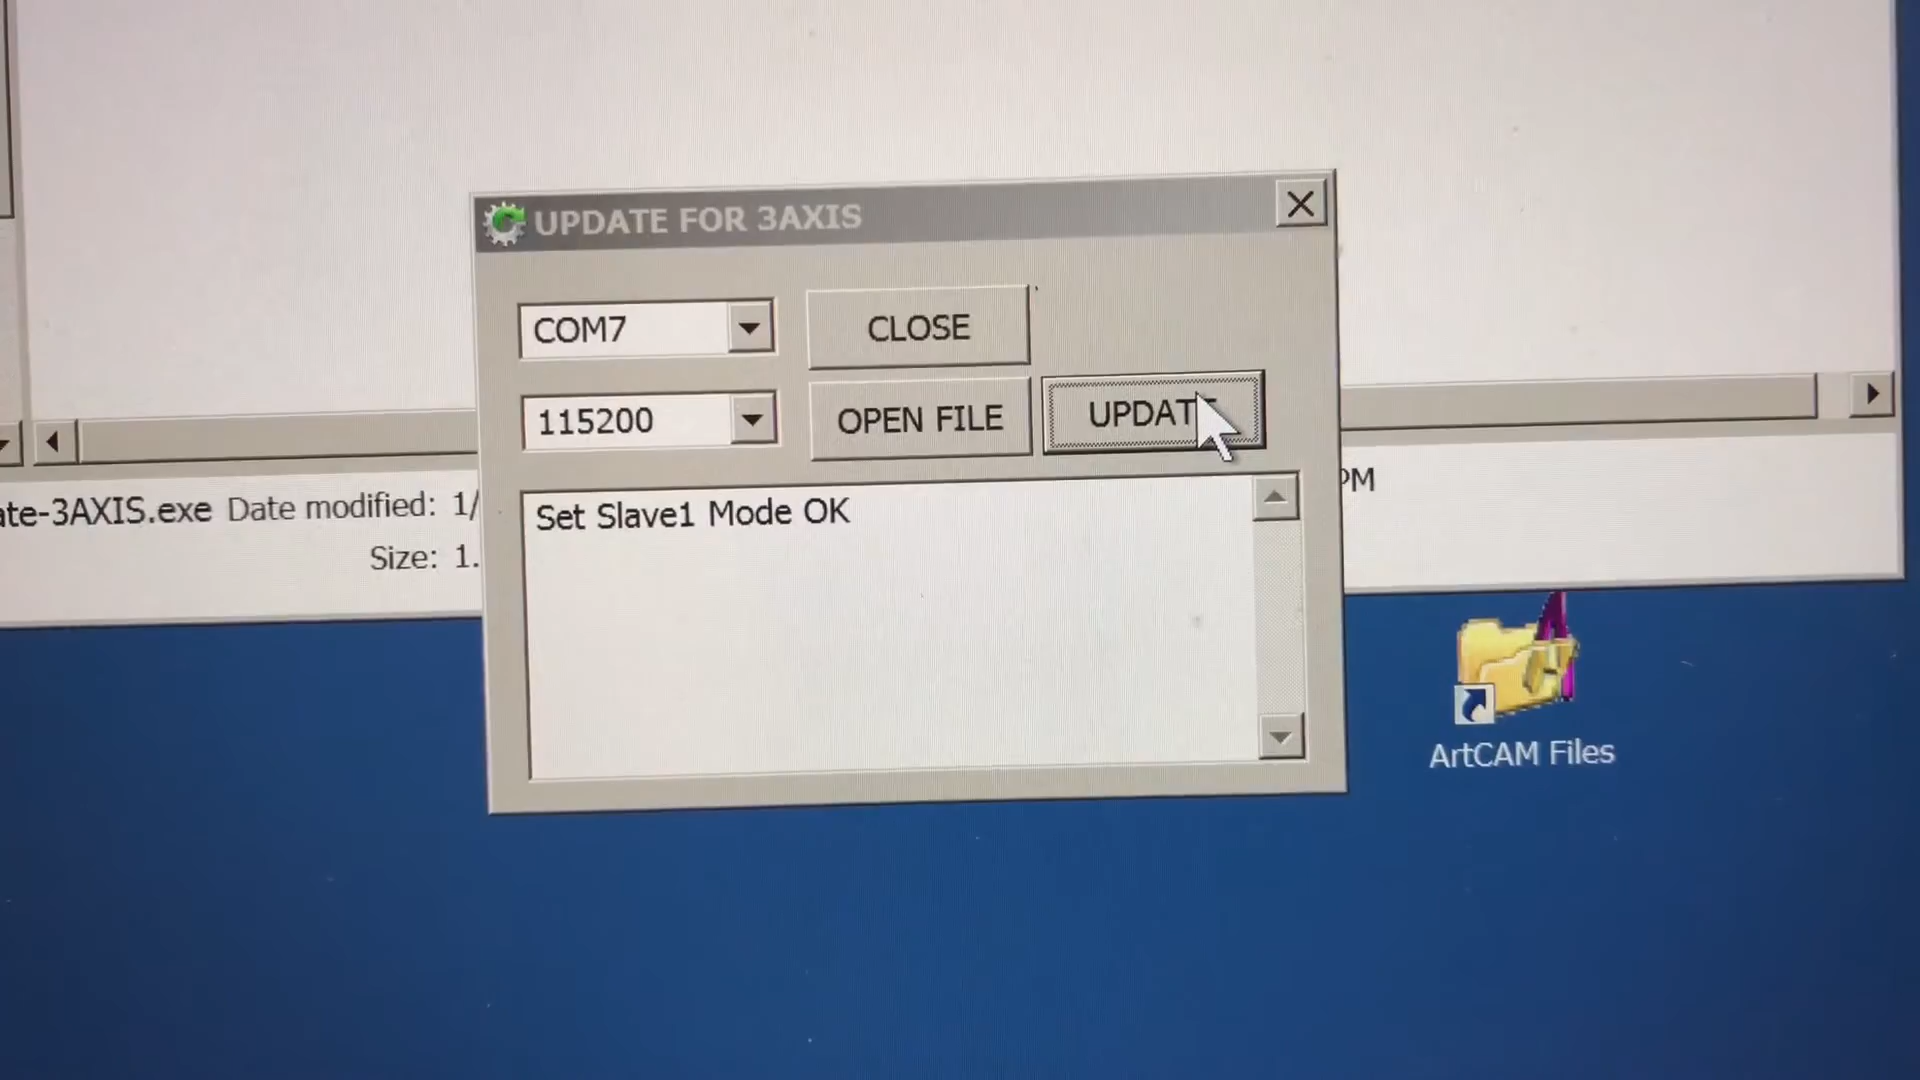 UPDATE FOR 3AXIS
COM7
CLOSE
115200
OPEN FILE
UPDATE
Set Slave1 Mode OK
ate-3AXIS.exe Date modified: 1/
PM
Size: 1.
ArtCAM Files